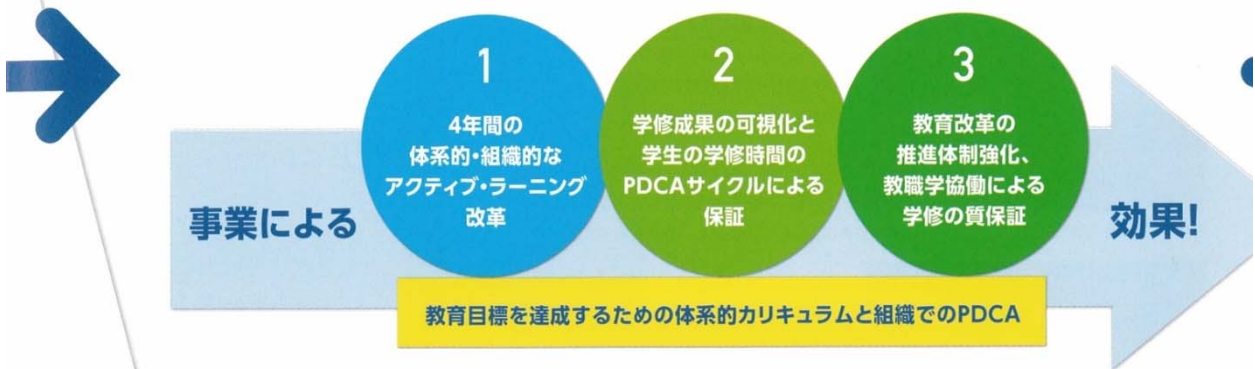 事業による
1
4年間の
体系的・組織的な
アクティブ・ラーニング
改革
2
学修成果の可視化と
学生の学修時間の
PDCAサイクルによる
保証
3
教育改革の
推進体制強化、
教職学協働による
学修の質保証
効果!
教育目標を達成するための体系的カリキュラムと組織でのPDCA